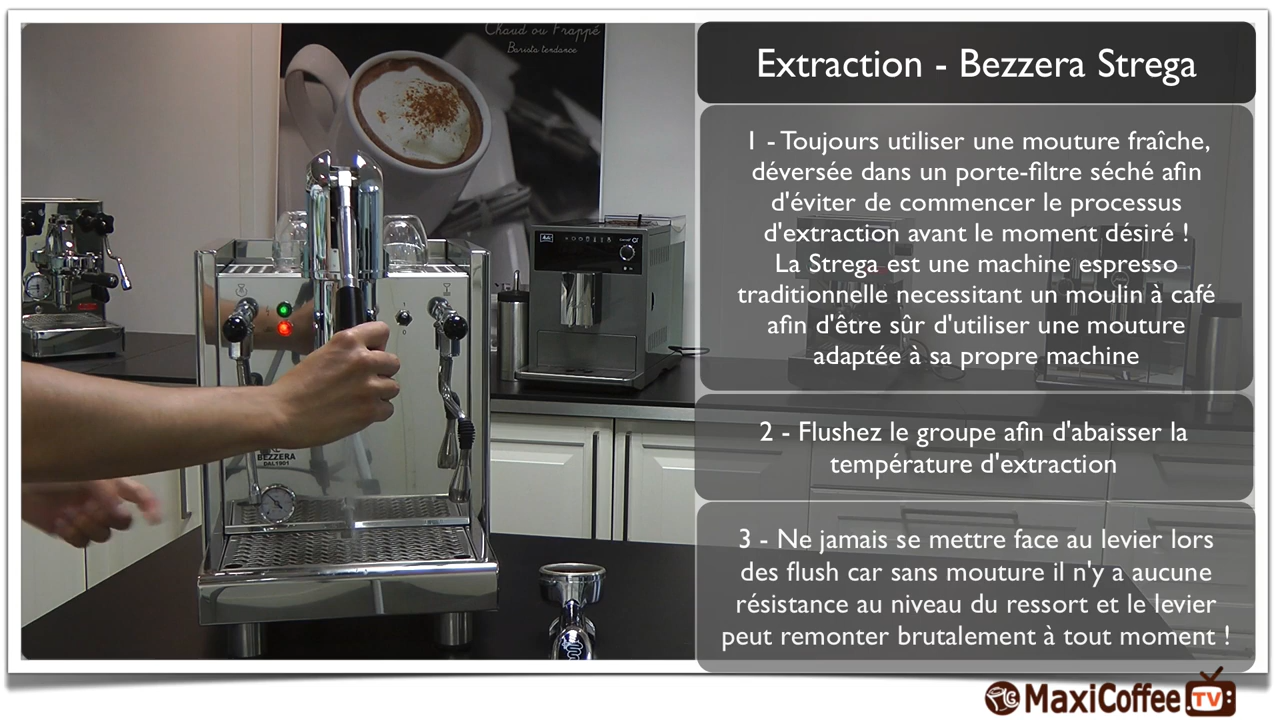 Chaud ou Frappé
Barista tendance
BEZZERA
DAL 1901
Extraction - Bezzera Strega
1 - Toujours utiliser une mouture fraîche,
déversée dans un porte-filtre séché afin
d'éviter de commencer le processus
d'extraction avant le moment désiré !
La Strega est une machine espresso
traditionnelle necessitant un moulin à café
afin d'être sûr d'utiliser une mouture
adaptée à sa propre machine
2 - Flushez le groupe afin d'abaisser la
température d'extraction
3 - Ne jamais se mettre face au levier lors
des flush car sans mouture il n'y a aucune
résistance au niveau du ressort et le levier
peut remonter brutalement à tout moment !
MaxiCoffee TV